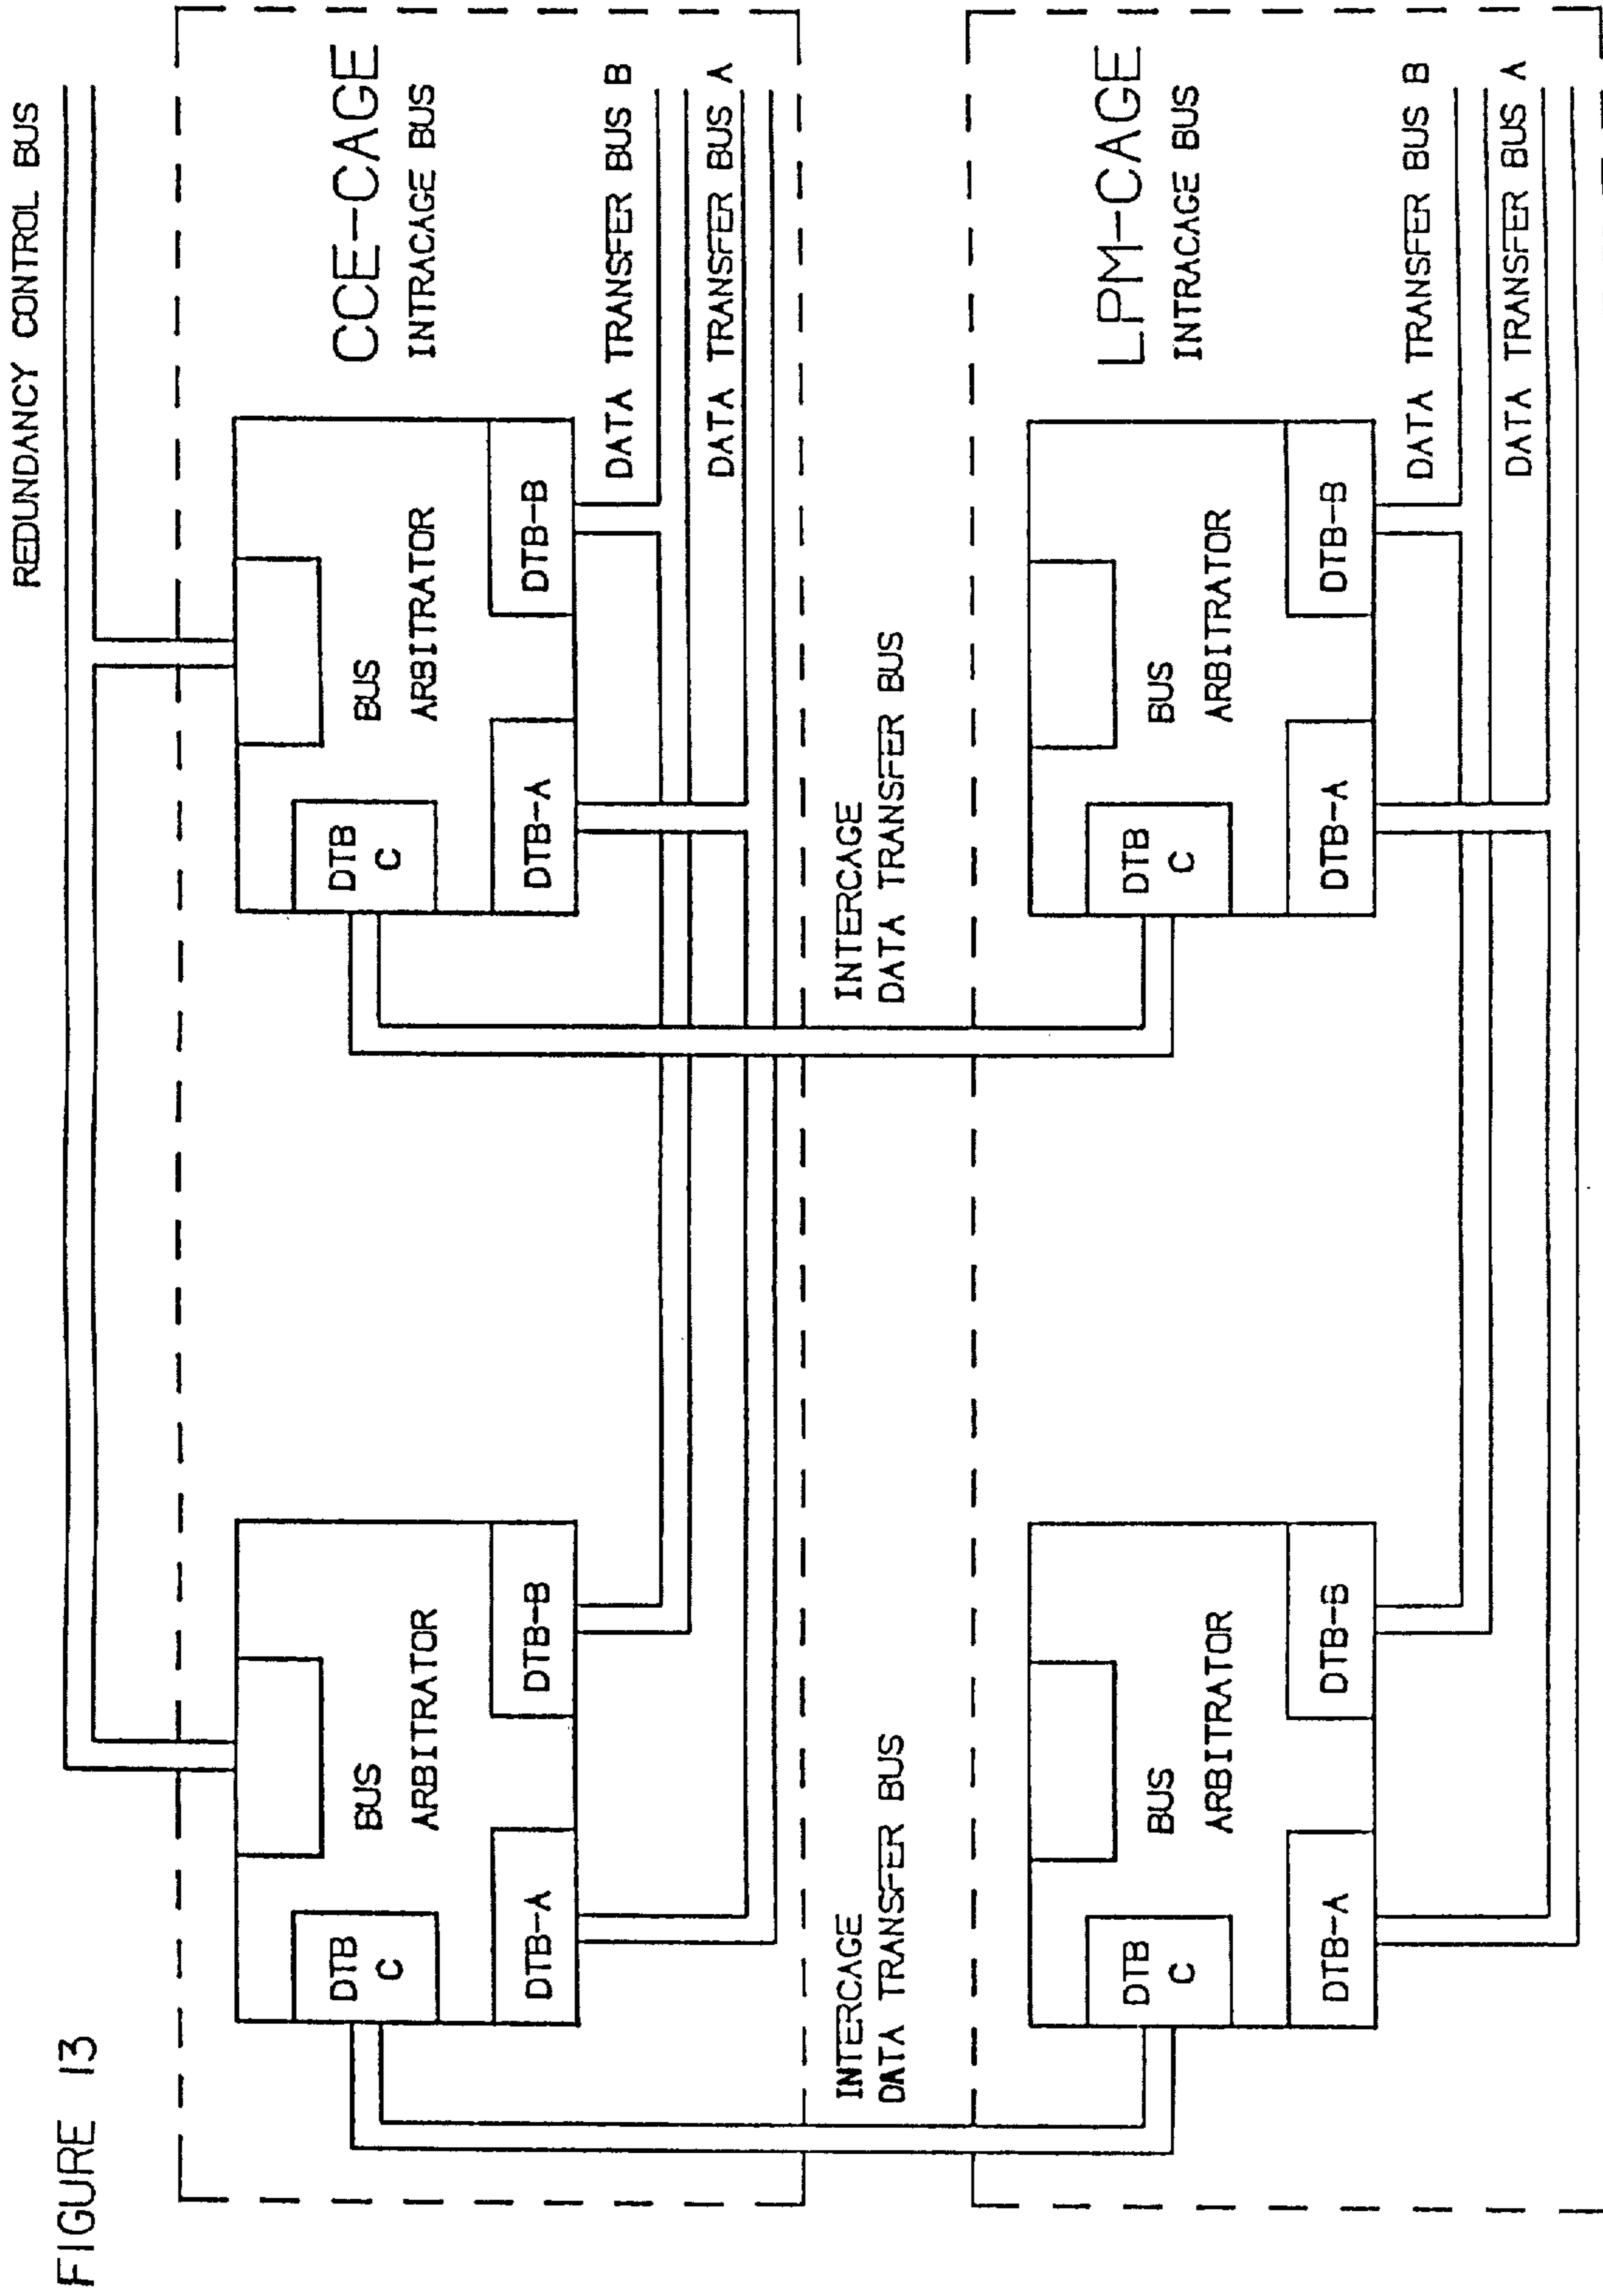 FIGURE 13
REDUNDANCY CONTROL BUS
DTB
C
BUS
ARBITRATOR
DTB-A
DTB-B
DTB
C
BUS
ARBITRATOR
DTB-A
DTB-B
CCE-CAGE
INTRACAGE BUS
DATA TRANSFER BUS B
DATA TRANSFER BUS A
INTERCAGE
DATA TRANSFER BUS
INTERCAGE
DATA TRANSFER BUS
DTB
C
BUS
ARBITRATOR
DTB-A
DTB-B
DTB
C
BUS
ARBITRATOR
DTB-A
DTB-B
LPM-CAGE
INTRACAGE BUS
DATA TRANSFER BUS B
DATA TRANSFER BUS A